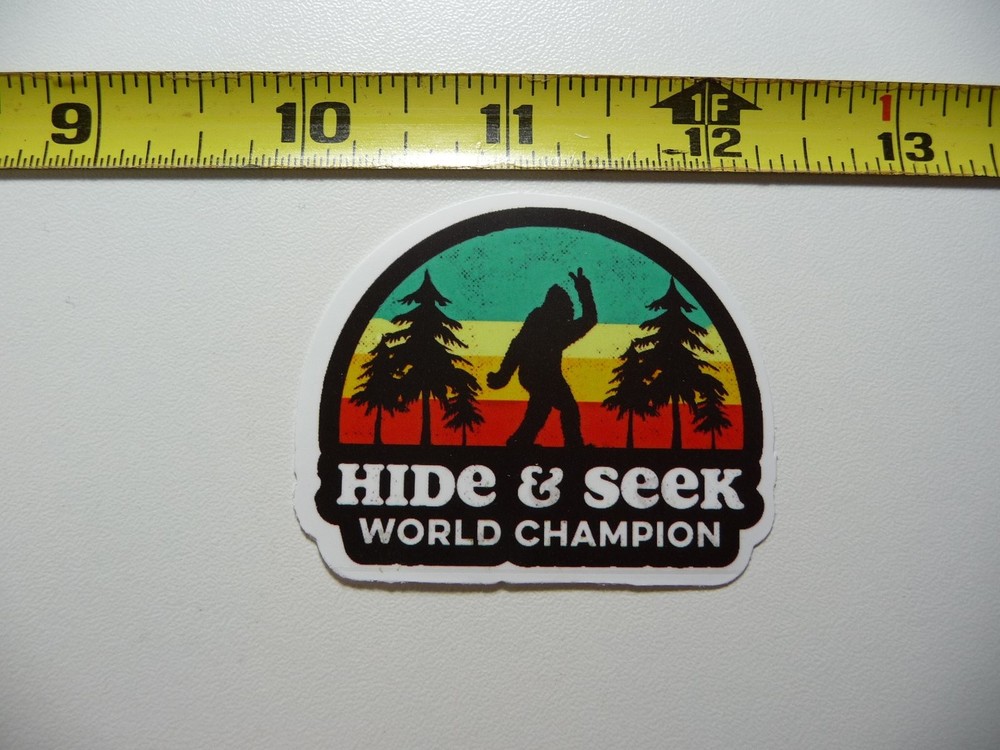 9 10 11 1F 12 1 13
HIDe & SeeK
WORLD CHAMPION